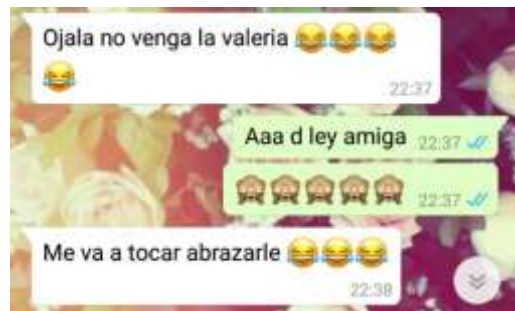 Ojala no venga la valeria 😂😂😂
😂
22:37
Aaa d ley amiga 22:37
🙈🙈🙈🙈🙈 22:37
Me va a tocar abrazarle 😂😂😂
22:38